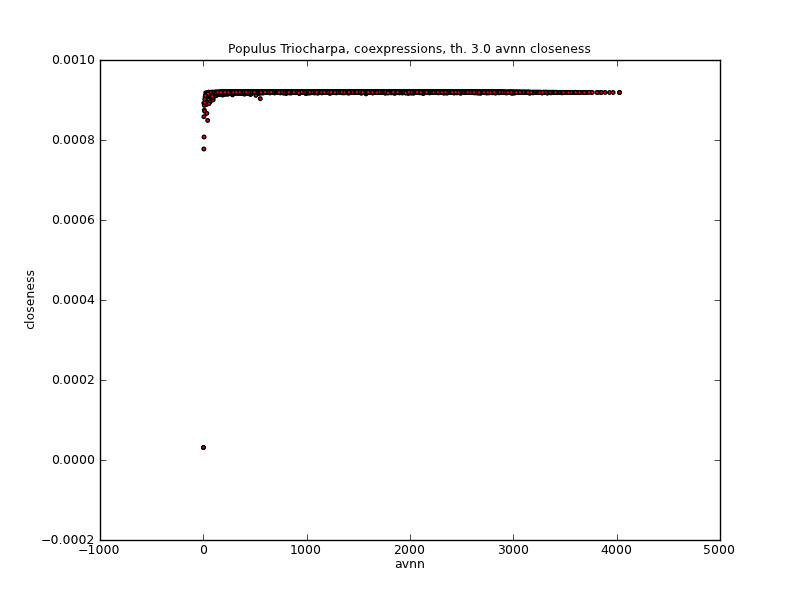 Populus Triocharpa, coexpressions, th. 3.0 avnn closeness
0.0010
0.0008
0.0006
0.0004
0.0002
0.0000
−0.0002
closeness
−1000 0 1000 2000 3000 4000 5000
avnn